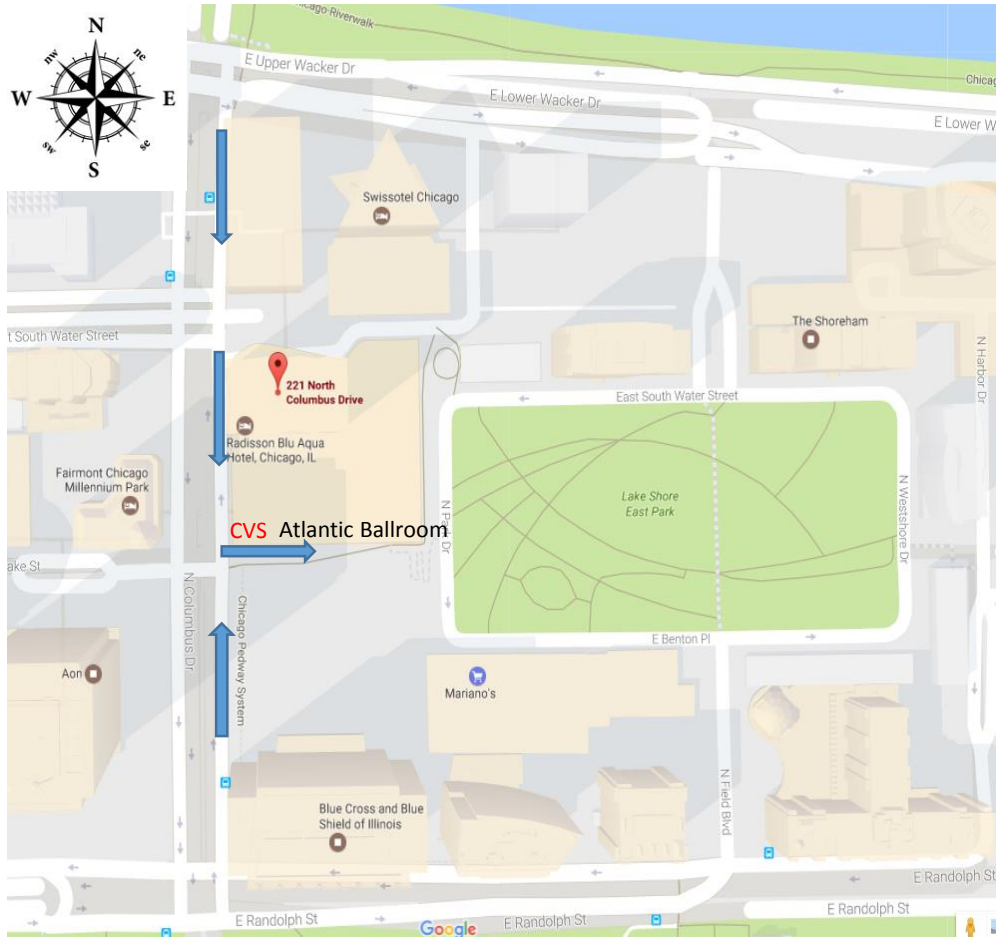 Chicago Riverwalk
N
nw
ne
W
E
sw
se
S
E Upper Wacker Dr
E Lower Wacker Dr
Chicag
E Lower W
Swissotel Chicago
t South Water Street
The Shoreham
N Harbor Dr
221 North
Columbus Drive
East South Water Street
Radisson Blu Aqua
Hotel, Chicago, IL
Fairmont Chicago
Millennium Park
Lake Shore
East Park
N Park Dr
N Westshore Dr
CVS Atlantic Ballroom
ake St
N Columbus Dr
Chicago Pedway System
E Benton Pl
Aon
Mariano's
N Field Blvd
Blue Cross and Blue
Shield of Illinois
E Randolph St
E Randolph St
E Randolph St
E Randolph St
Google